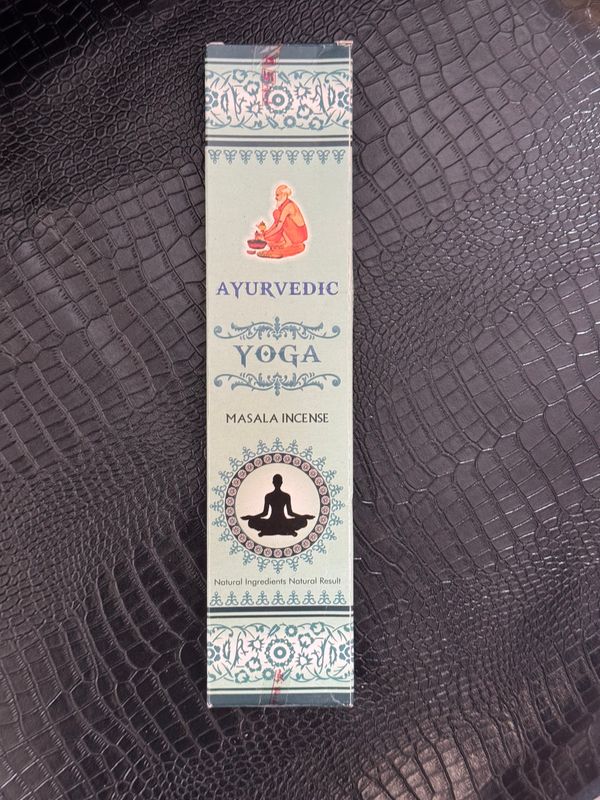 AYURVEDIC
YOGA
MASALA INCENSE
Natural Ingredients Natural Result